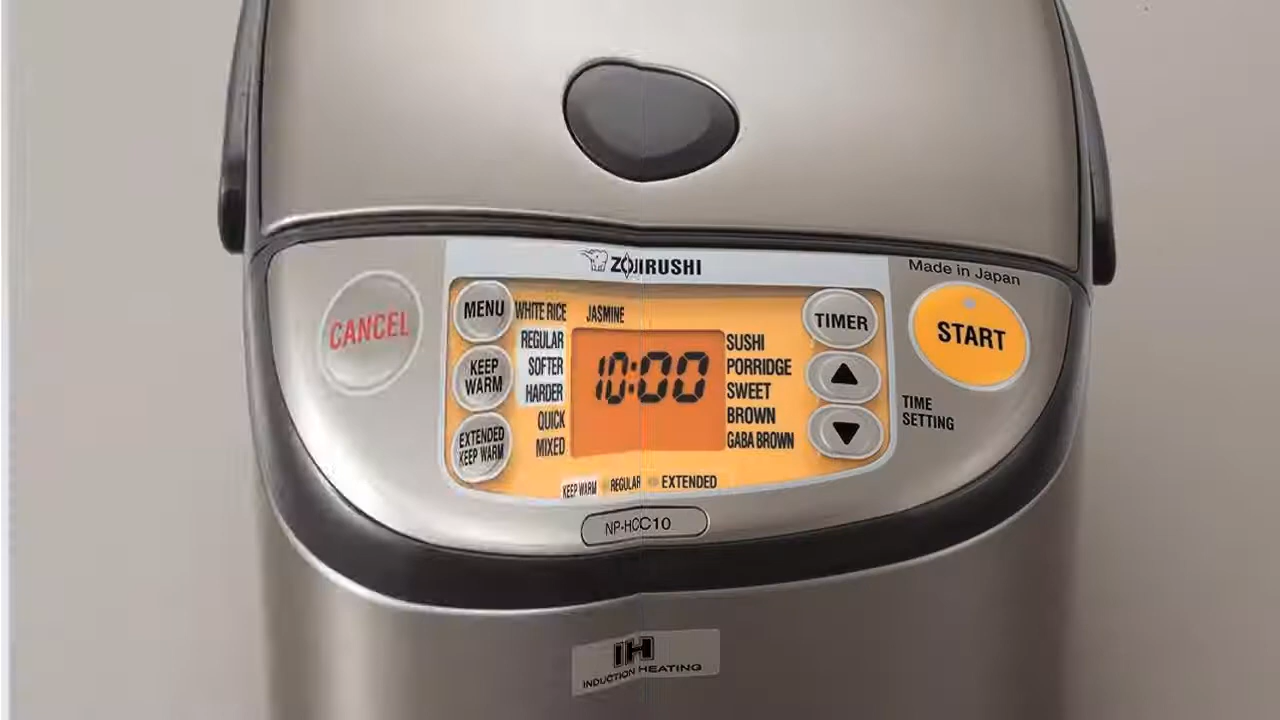 ZOJIRUSHI
Made in Japan
CANCEL
MENU
KEEP
WARM
EXTENDED
KEEP WARM
WHITE RICE
REGULAR
SOFTER
HARDER
QUICK
MIXED
JASMINE
10:00
SUSHI
PORRIDGE
SWEET
BROWN
GABA BROWN
KEEP WARM REGULAR EXTENDED
TIMER
START
TIME
SETTING
NP-HCC10
IH
INDUCTION HEATING